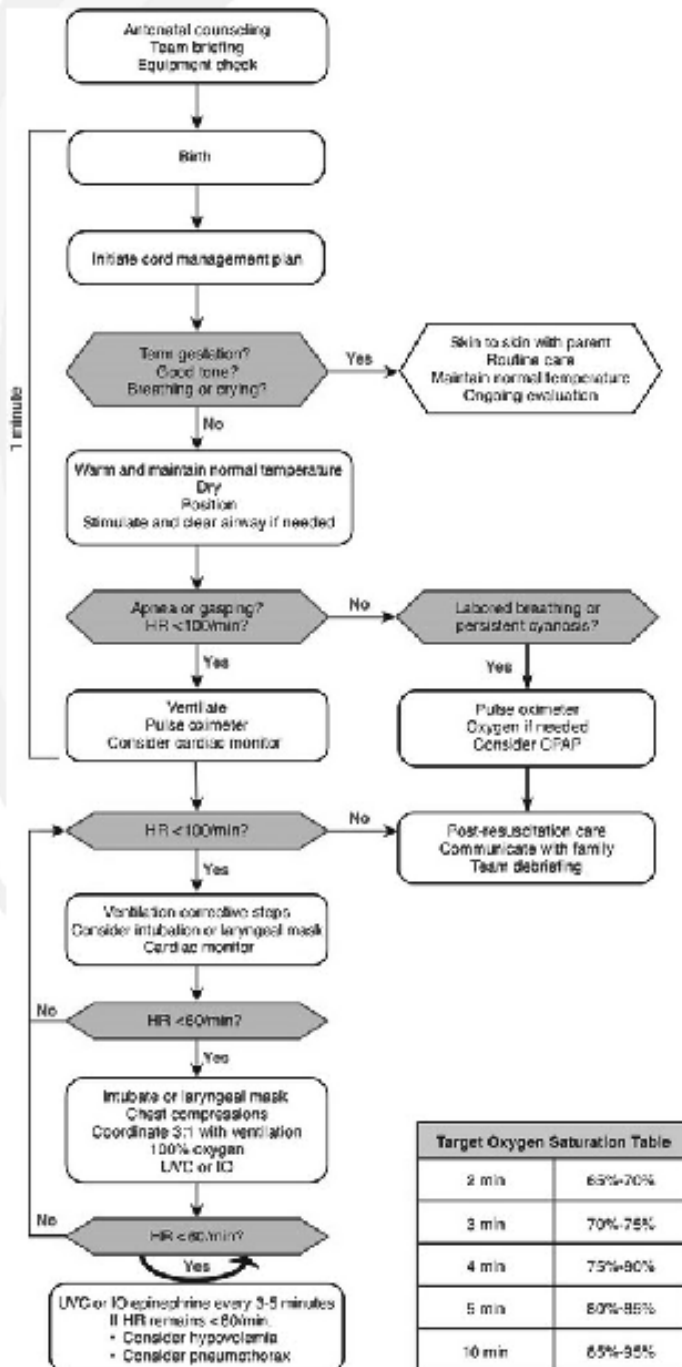 Antenatal counseling
Team briefing
Equipment check
Birth
Initiate cord management plan
Term gestation?
Good tone?
Breathing or crying?
Yes
Skin to skin with parent
Routine care
Maintain normal temperature
Ongoing evaluation
No
1 minute
Warm and maintain normal temperature
Dry
Position
Stimulate and clear airway if needed
Apnea or gasping?
HR <100/min?
No
Labored breathing or
persistent cyanosis?
Yes
Yes
Ventilate
Pulse oximeter
Consider cardiac monitor
Pulse oximeter
Oxygen if needed
Consider CPAP
HR <100/min?
No
Post-resuscitation care
Communicate with family
Team debriefing
Yes
Ventilation corrective steps
Consider intubation or laryngeal mask
Cardiac monitor
No
HR <60/min?
Yes
Intubate or laryngeal mask
Chest compressions
Coordinate 3:1 with ventilation
100% oxygen
UVC or IO
No
HR <60/min?
Yes
UVC or IO epinephrine every 3-5 minutes
If HR remains <60/min
• Consider hypovolemia
• Consider pneumothorax
Target Oxygen Saturation Table
2 min 65%-70%
3 min 70%-75%
4 min 75%-80%
5 min 80%-85%
10 min 85%-95%